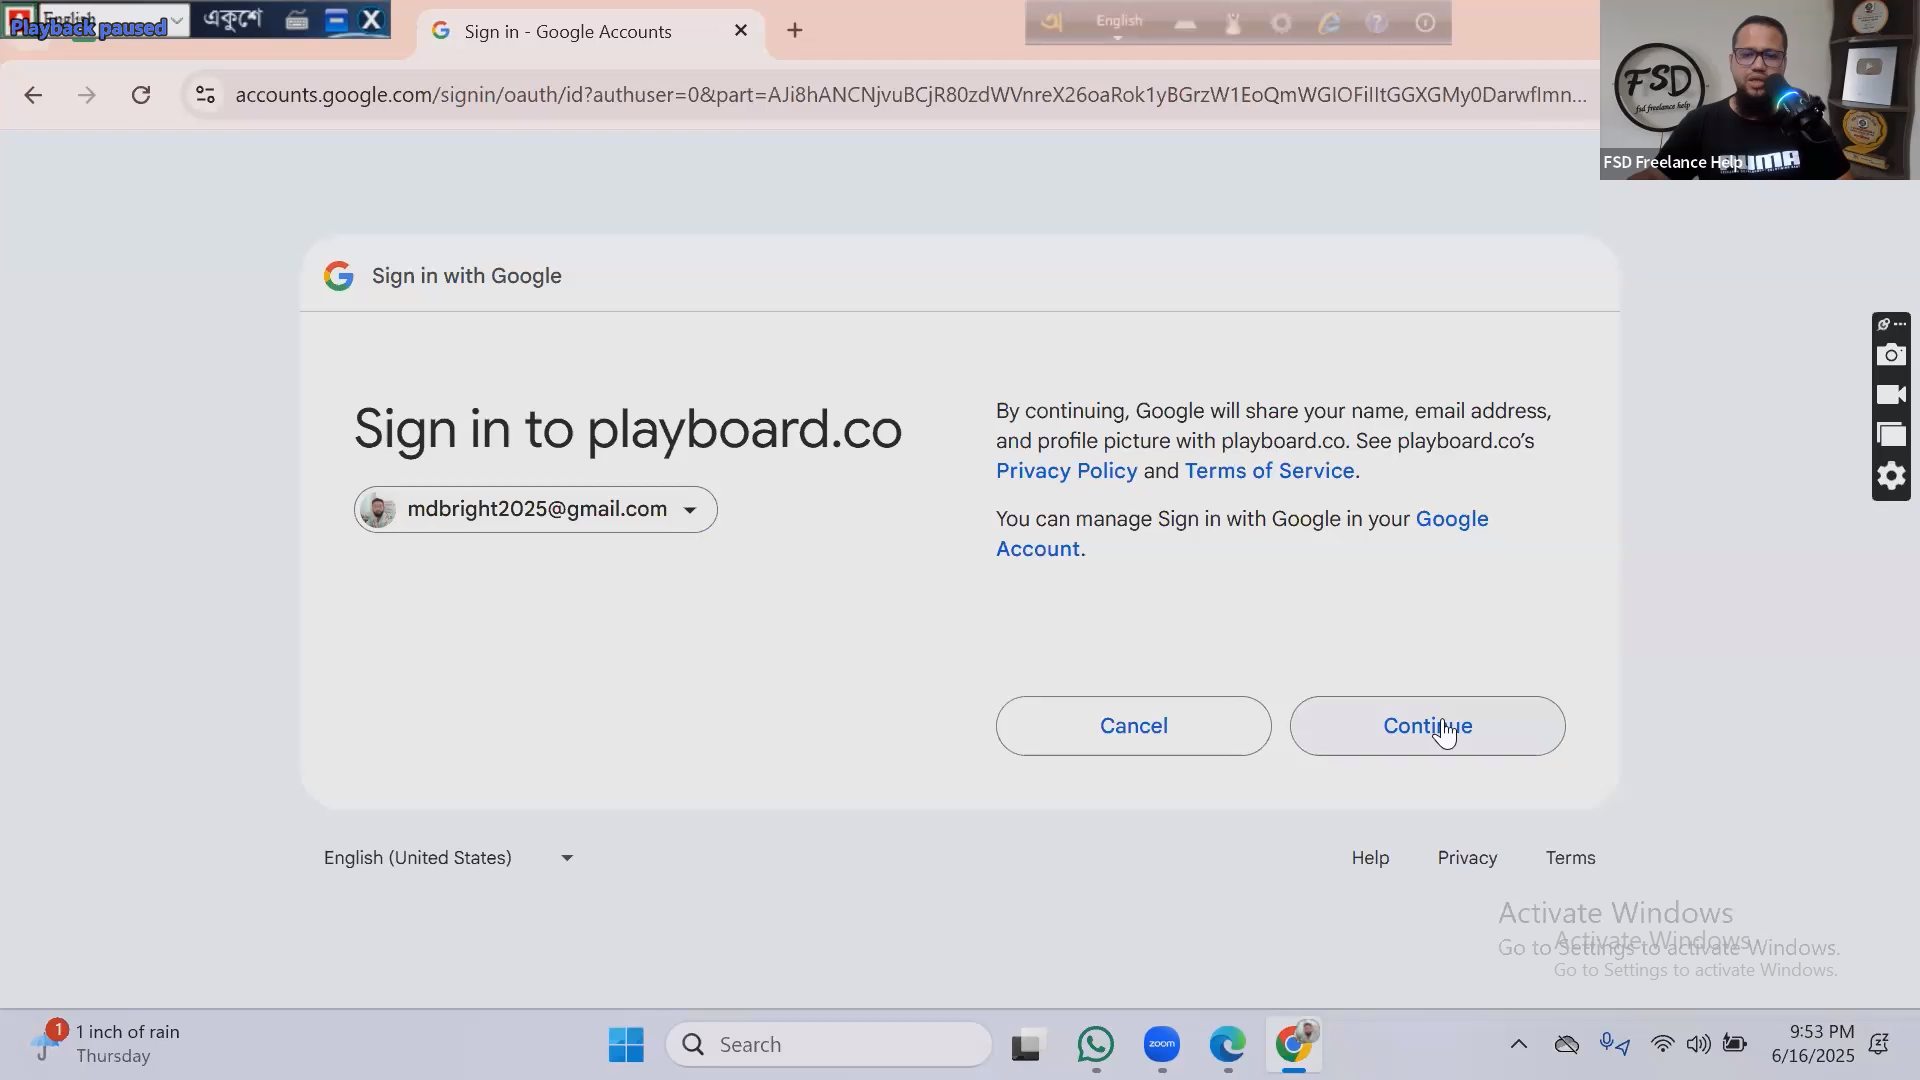 English
Playback paused
একুশে
Sign in - Google Accounts
English
accounts.google.com/signin/oauth/id?authuser=0&part=AJi8hANCNjvuBCjR80zdWVnreX26oaRok1yBGrzW1EoQmWGlOFiIltGGXGMy0DarwfImn...
FSD
fsd freelance help
FSD Freelance Help
Sign in with Google
Sign in to playboard.co
mdbright2025@gmail.com
By continuing, Google will share your name, email address,
and profile picture with playboard.co. See playboard.co's
Privacy Policy and Terms of Service.
You can manage Sign in with Google in your Google
Account.
Cancel
Continue
English (United States)
Help
Privacy
Terms
Activate Windows
Go to Settings to activate Windows.
Activate Windows
Go to Settings to activate Windows.
1
1 inch of rain
Thursday
Search
zoom
9:53 PM
6/16/2025